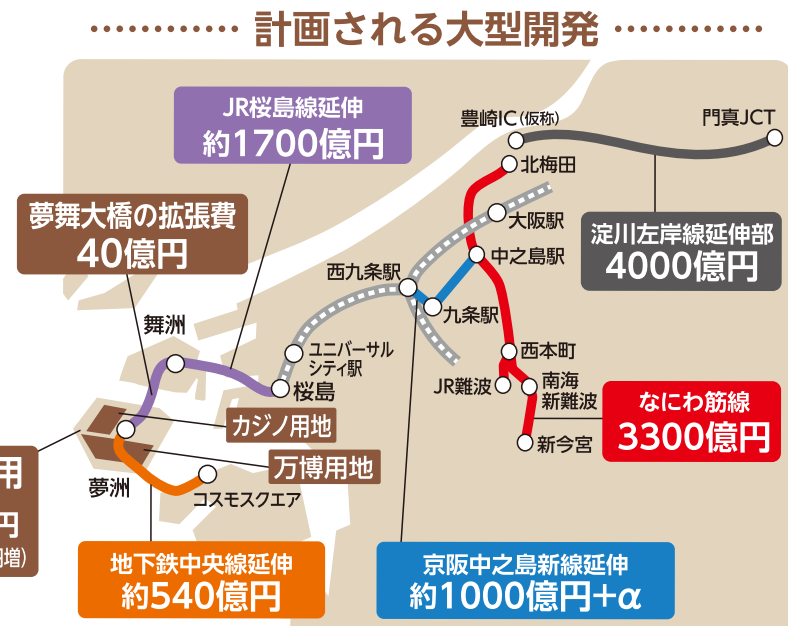 計画される大型開発
JR桜島線延伸
約1700億円
豊崎IC(仮称)
門真JCT
北梅田
夢舞大橋の拡張費
40億円
大阪駅
淀川左岸線延伸部
4000億円
中之島駅
西九条駅
九条駅
舞洲
ユニバーサル
シティ駅
桜島
西本町
JR難波
南海
新難波
なにわ筋線
3300億円
カジノ用地
新今宮
万博用地
用
円
増)
夢洲
コスモスクエア
地下鉄中央線延伸
約540億円
京阪中之島新線延伸
約1000億円+α